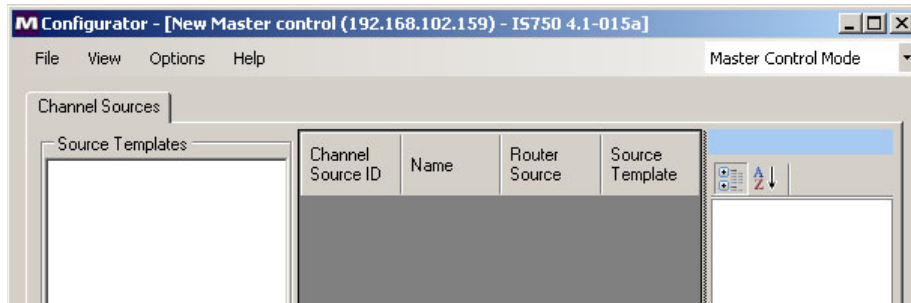 M Configurator - [New Master control (192.168.102.159) - IS750 4.1-015a]
File View Options Help Master Control Mode
Channel Sources
Source Templates
Channel Source ID Name Router Source Source Template
A Z